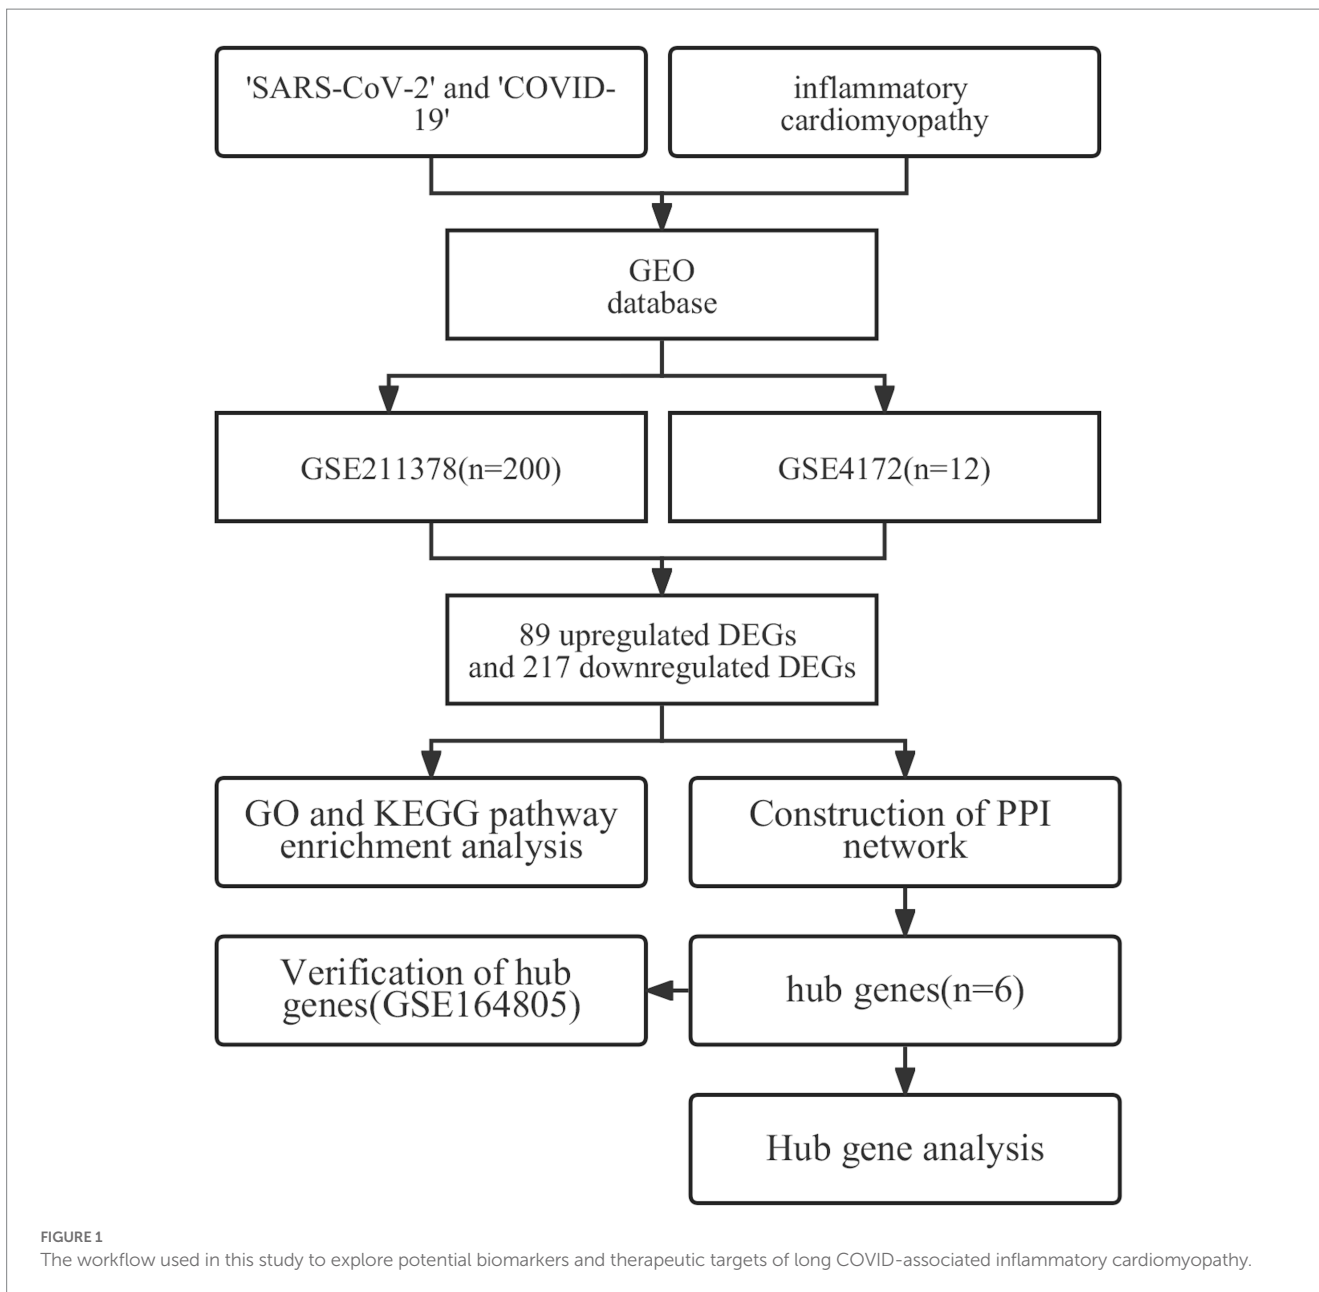 'SARS-CoV-2' and 'COVID-
19'
inflammatory
cardiomyopathy
GEO
database
GSE211378(n=200)
GSE4172(n=12)
89 upregulated DEGs
and 217 downregulated DEGs
GO and KEGG pathway
enrichment analysis
Construction of PPI
network
Verification of hub
genes(GSE164805)
hub genes(n=6)
Hub gene analysis
FIGURE 1
The workflow used in this study to explore potential biomarkers and therapeutic targets of long COVID-associated inflammatory cardiomyopathy.